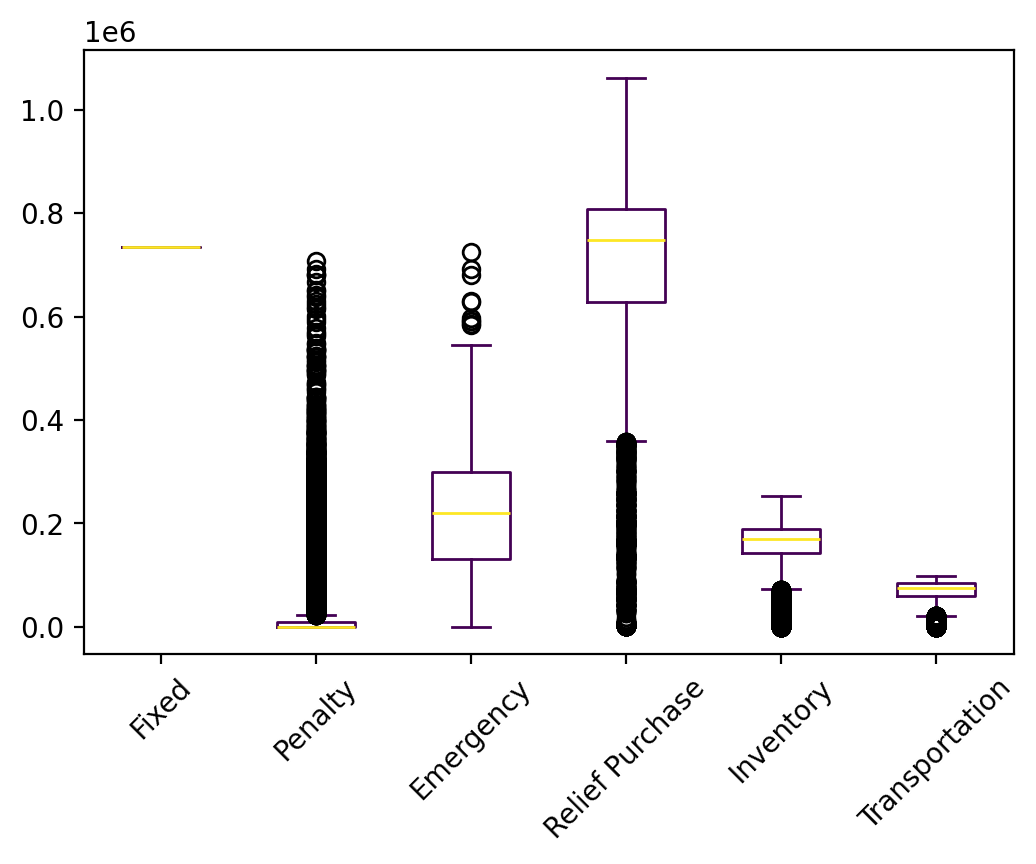 1e6
1.0
0.8
0.6
0.4
0.2
0.0
Fixed
Penalty
Emergency
Relief Purchase
Inventory
Transportation